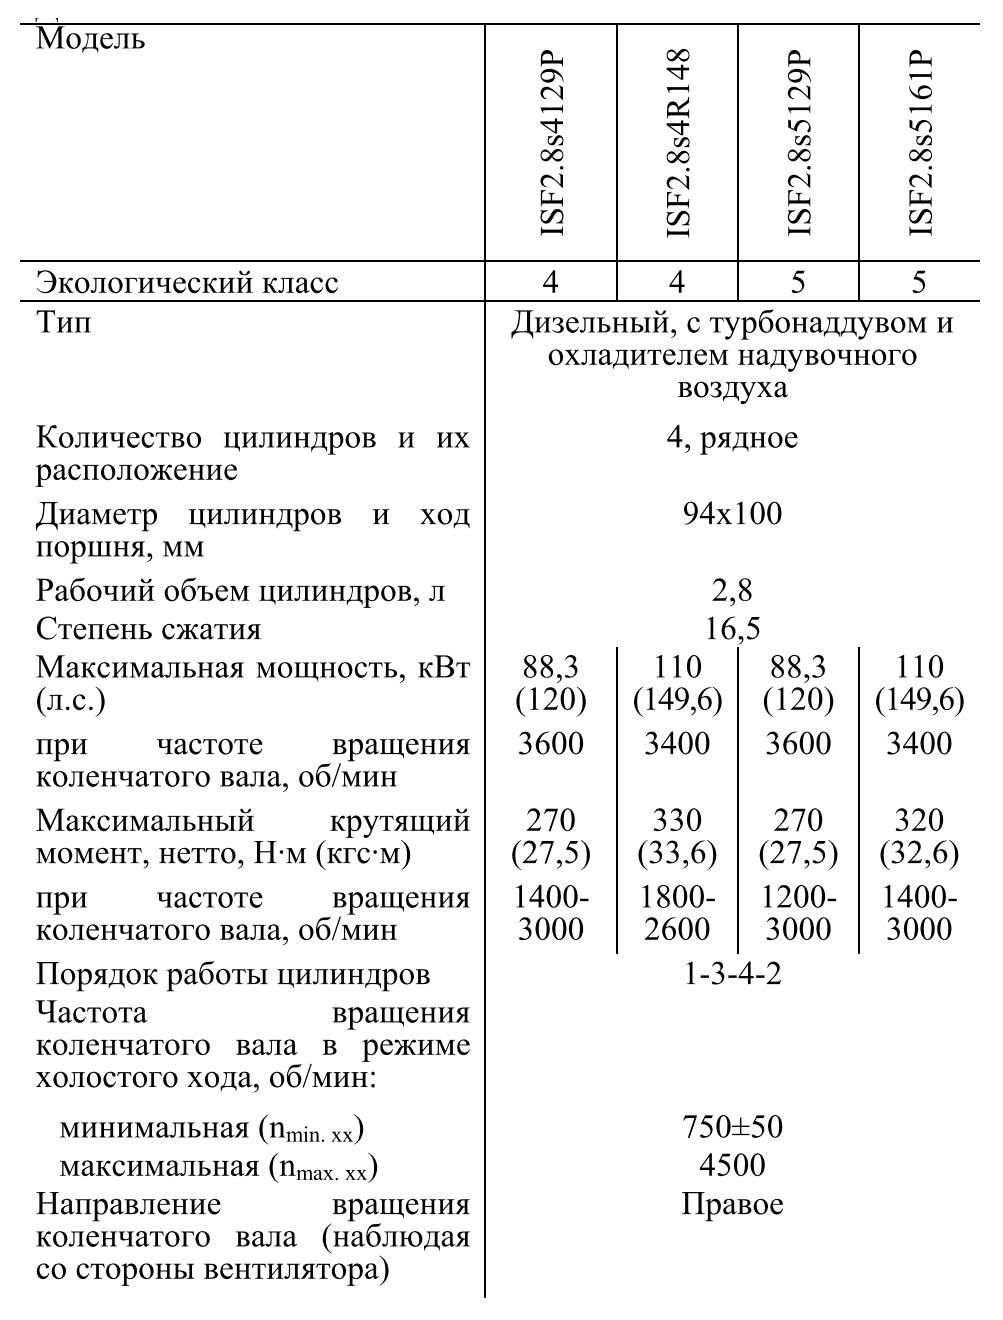 Модель
ISF2.8s4129P
ISF2.8s4R148
ISF2.8s5129P
ISF2.8s5161P
Экологический класс 4 4 5 5
Тип Дизельный, с турбонаддувом и
охладителем надувочного
воздуха
Количество цилиндров и их 4, рядное
расположение
Диаметр цилиндров и ход 94х100
поршня, мм
Рабочий объем цилиндров, л 2,8
Степень сжатия 16,5
Максимальная мощность, кВт 88,3 110 88,3 110
(л.с.) (120) (149,6) (120) (149,6)
при частоте вращения 3600 3400 3600 3400
коленчатого вала, об/мин
Максимальный крутящий 270 330 270 320
момент, нетто, Н·м (кгс·м) (27,5) (33,6) (27,5) (32,6)
при частоте вращения 1400- 1800- 1200- 1400-
коленчатого вала, об/мин 3000 2600 3000 3000
Порядок работы цилиндров 1-3-4-2
Частота вращения
коленчатого вала в режиме
холостого хода, об/мин:
минимальная (nmin. xx) 750±50
максимальная (nmax. xx) 4500
Направление вращения Правое
коленчатого вала (наблюдая
со стороны вентилятора)